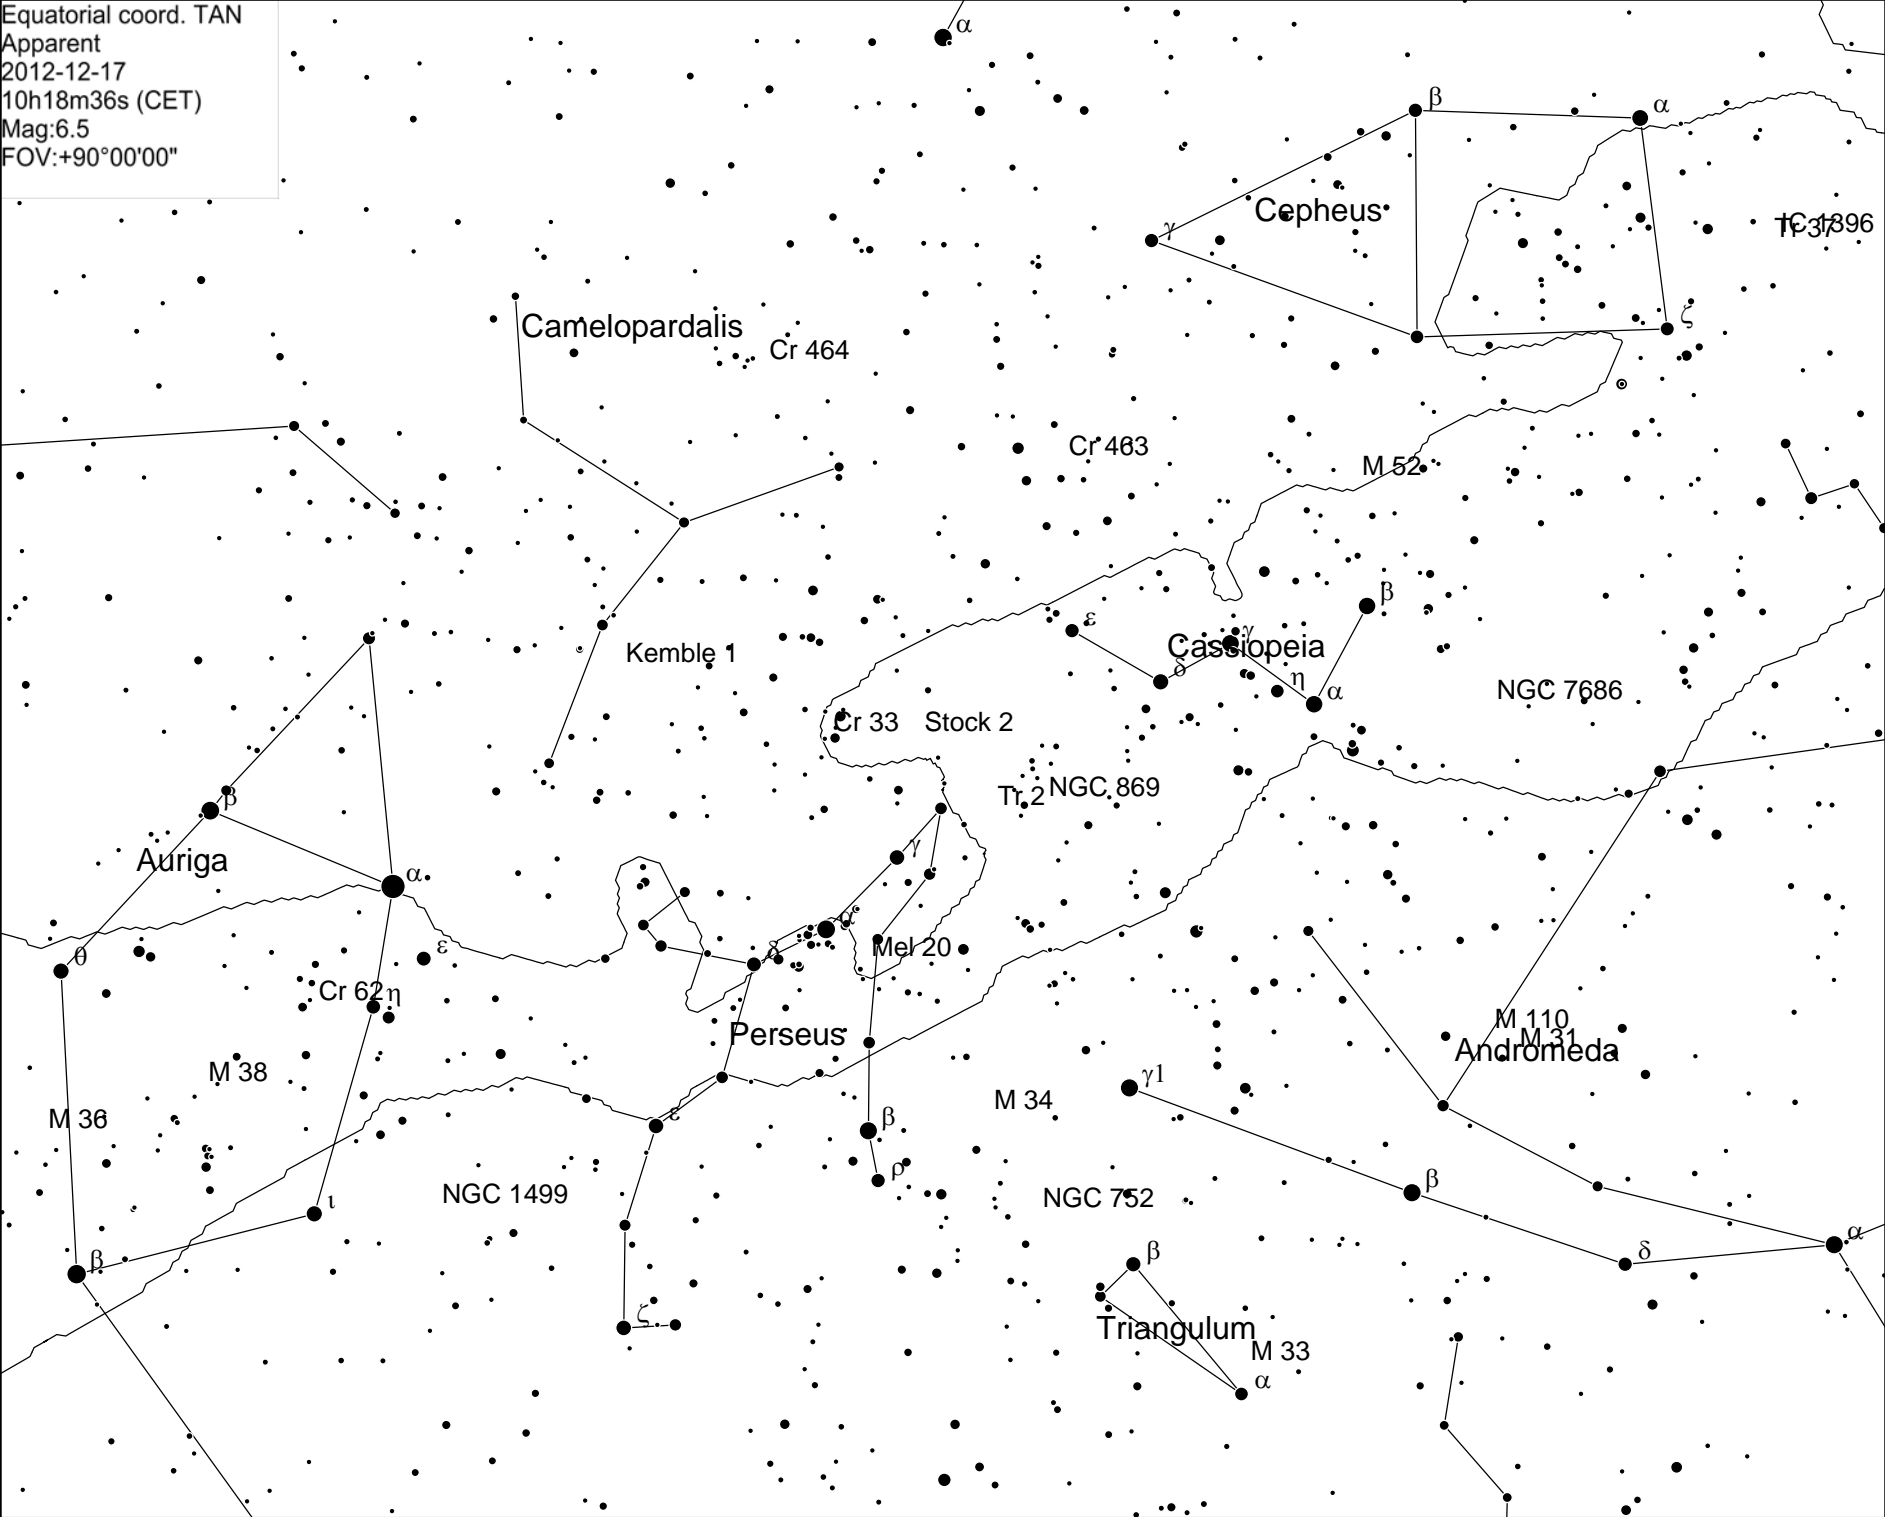 Equatorial coord. TAN
Apparent
2012-12-17
10h18m36s (CET)
Mag:6.5
FOV:+90°00'00"
α
β
α
Cepheus
γ
Tr 37
IC 1396
ζ
Camelopardalis
Cr 464
Cr 463
M 52
β
ε
γ
Cassiopeia
δ
η
α
Kemble 1
NGC 7686
Cr 33
Stock 2
Tr 2
NGC 869
β
γ
Auriga
α
α
Mel 20
δ
θ
ε
Cr 62
η
Perseus
M 110
M 31
Andromeda
M 38
γ1
M 36
M 34
ε
β
ρ
β
NGC 1499
NGC 752
ι
α
β
β
δ
ζ
Triangulum
M 33
α